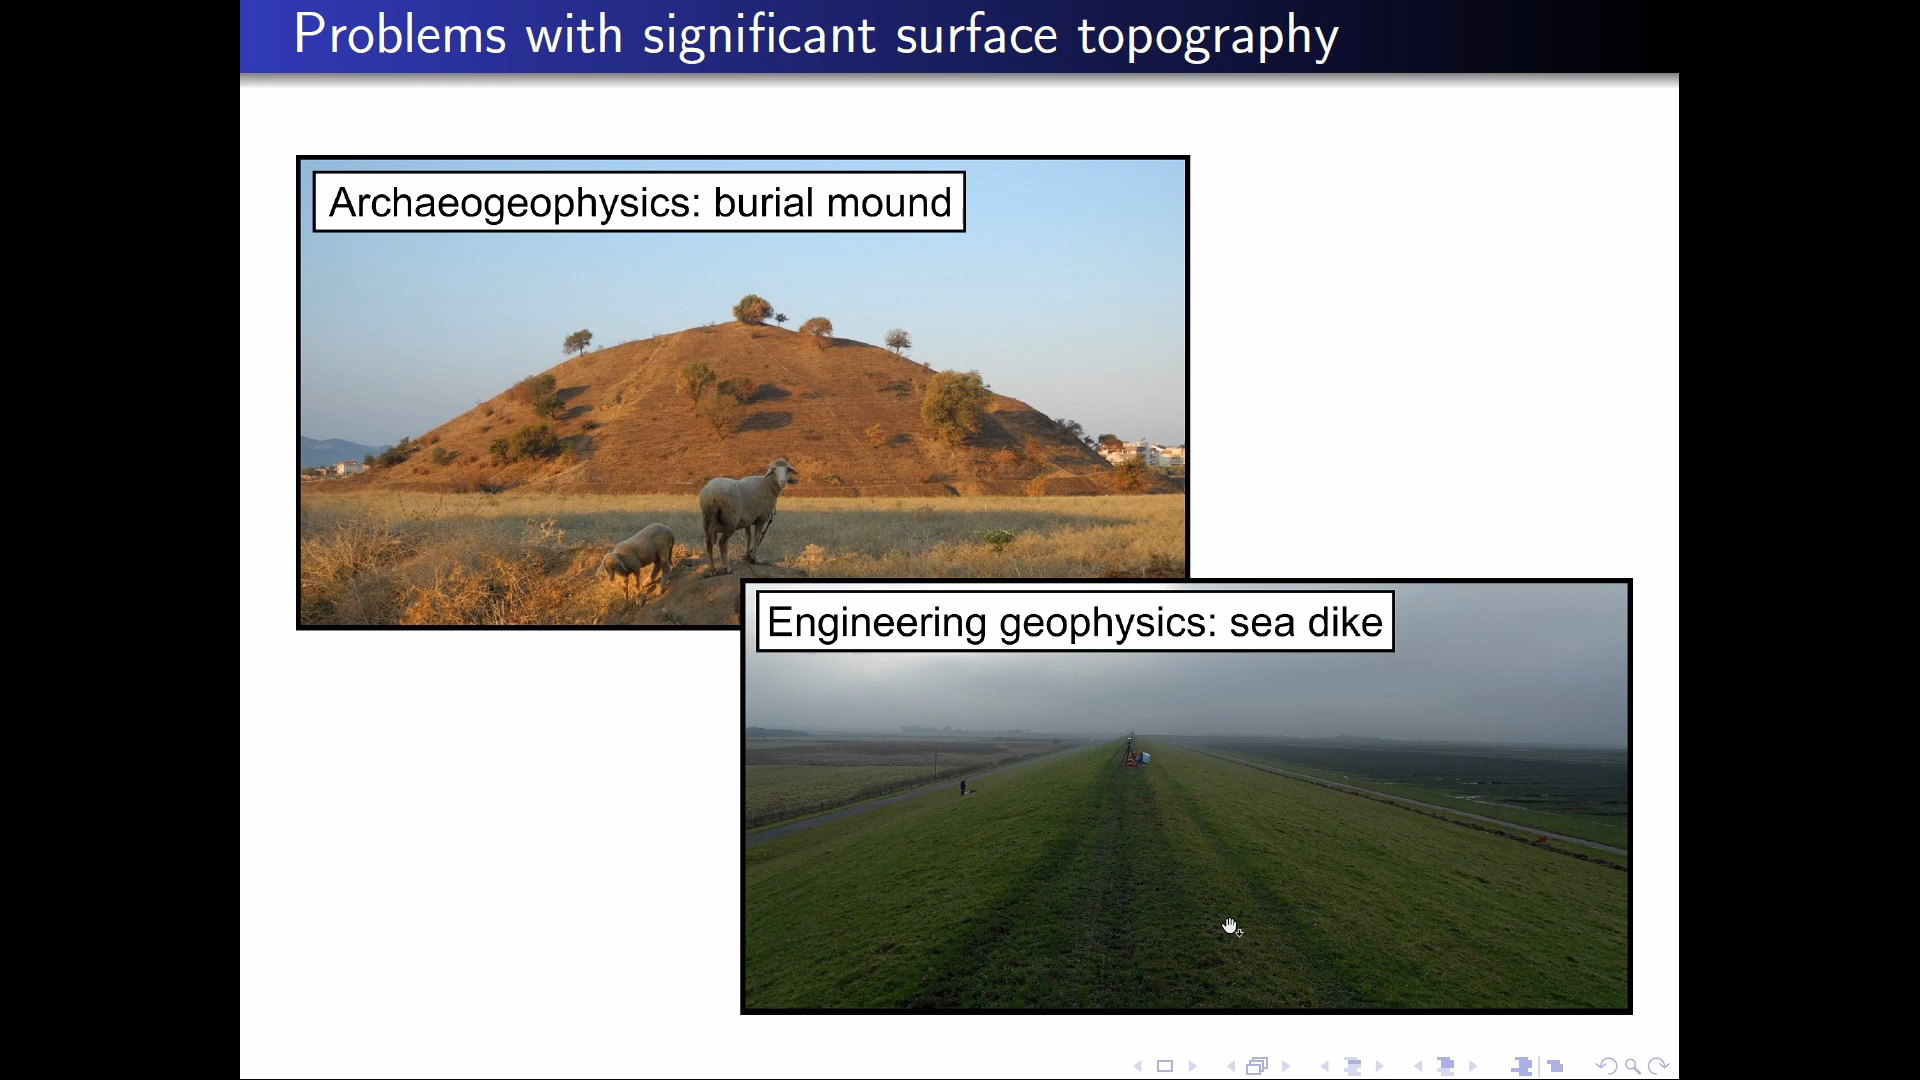 Problems with significant surface topography
Archaeogeophysics: burial mound
Engineering geophysics: sea dike